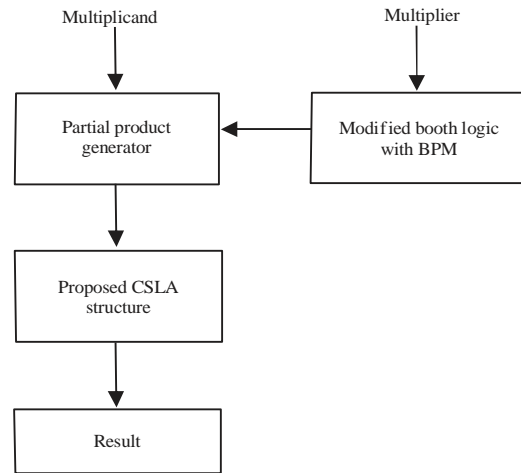 Multiplicand
Multiplier
Partial product
generator
Modified booth logic
with BPM
Proposed CSLA
structure
Result